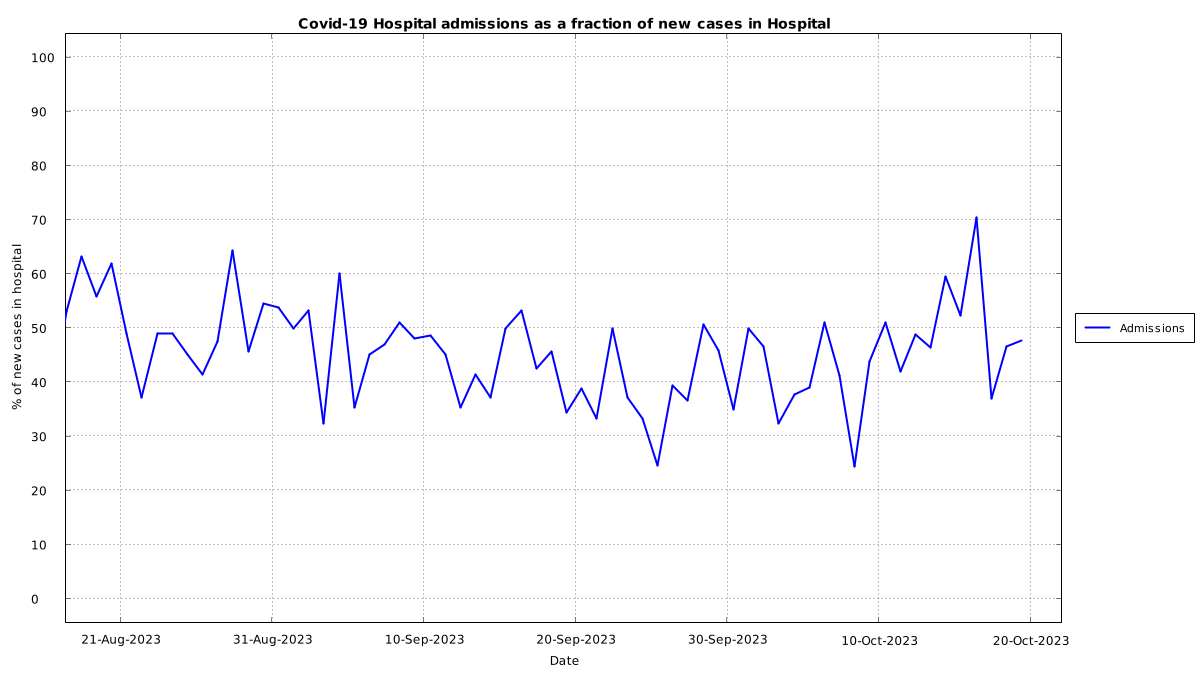 Covid-19 Hospital admissions as a fraction of new cases in Hospital
100
90
80
70
60
50
40
30
20
10
0
% of new cases in hospital
21-Aug-2023 31-Aug-2023 10-Sep-2023 20-Sep-2023 30-Sep-2023 10-Oct-2023 20-Oct-2023
Date
Admissions